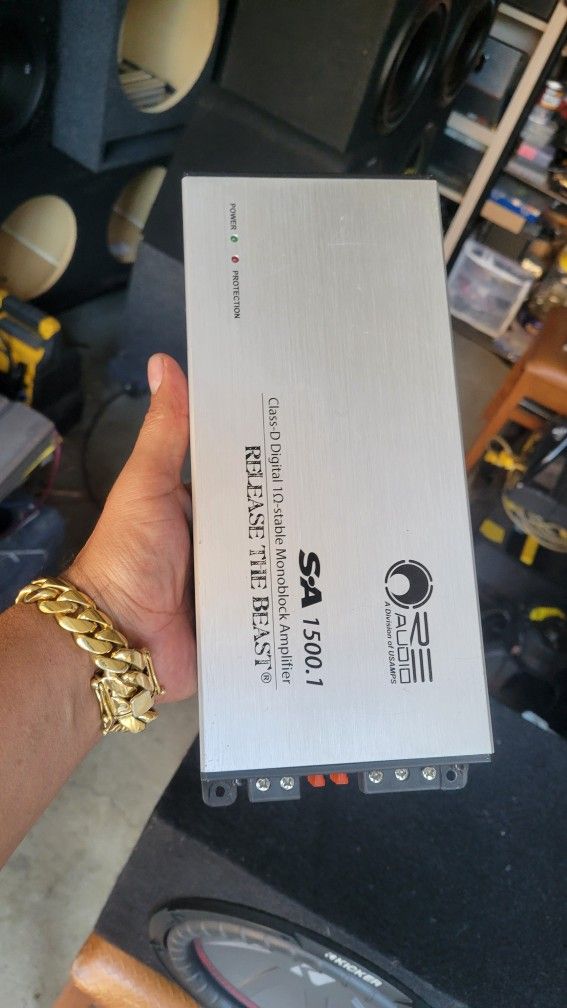 RE
AUDIO
A Division of USAMPS
SA 1500.1
Class-D Digital 1Ω-stable Monoblock Amplifier
RELEASE THE BEAST®
POWER PROTECTION
KICKER